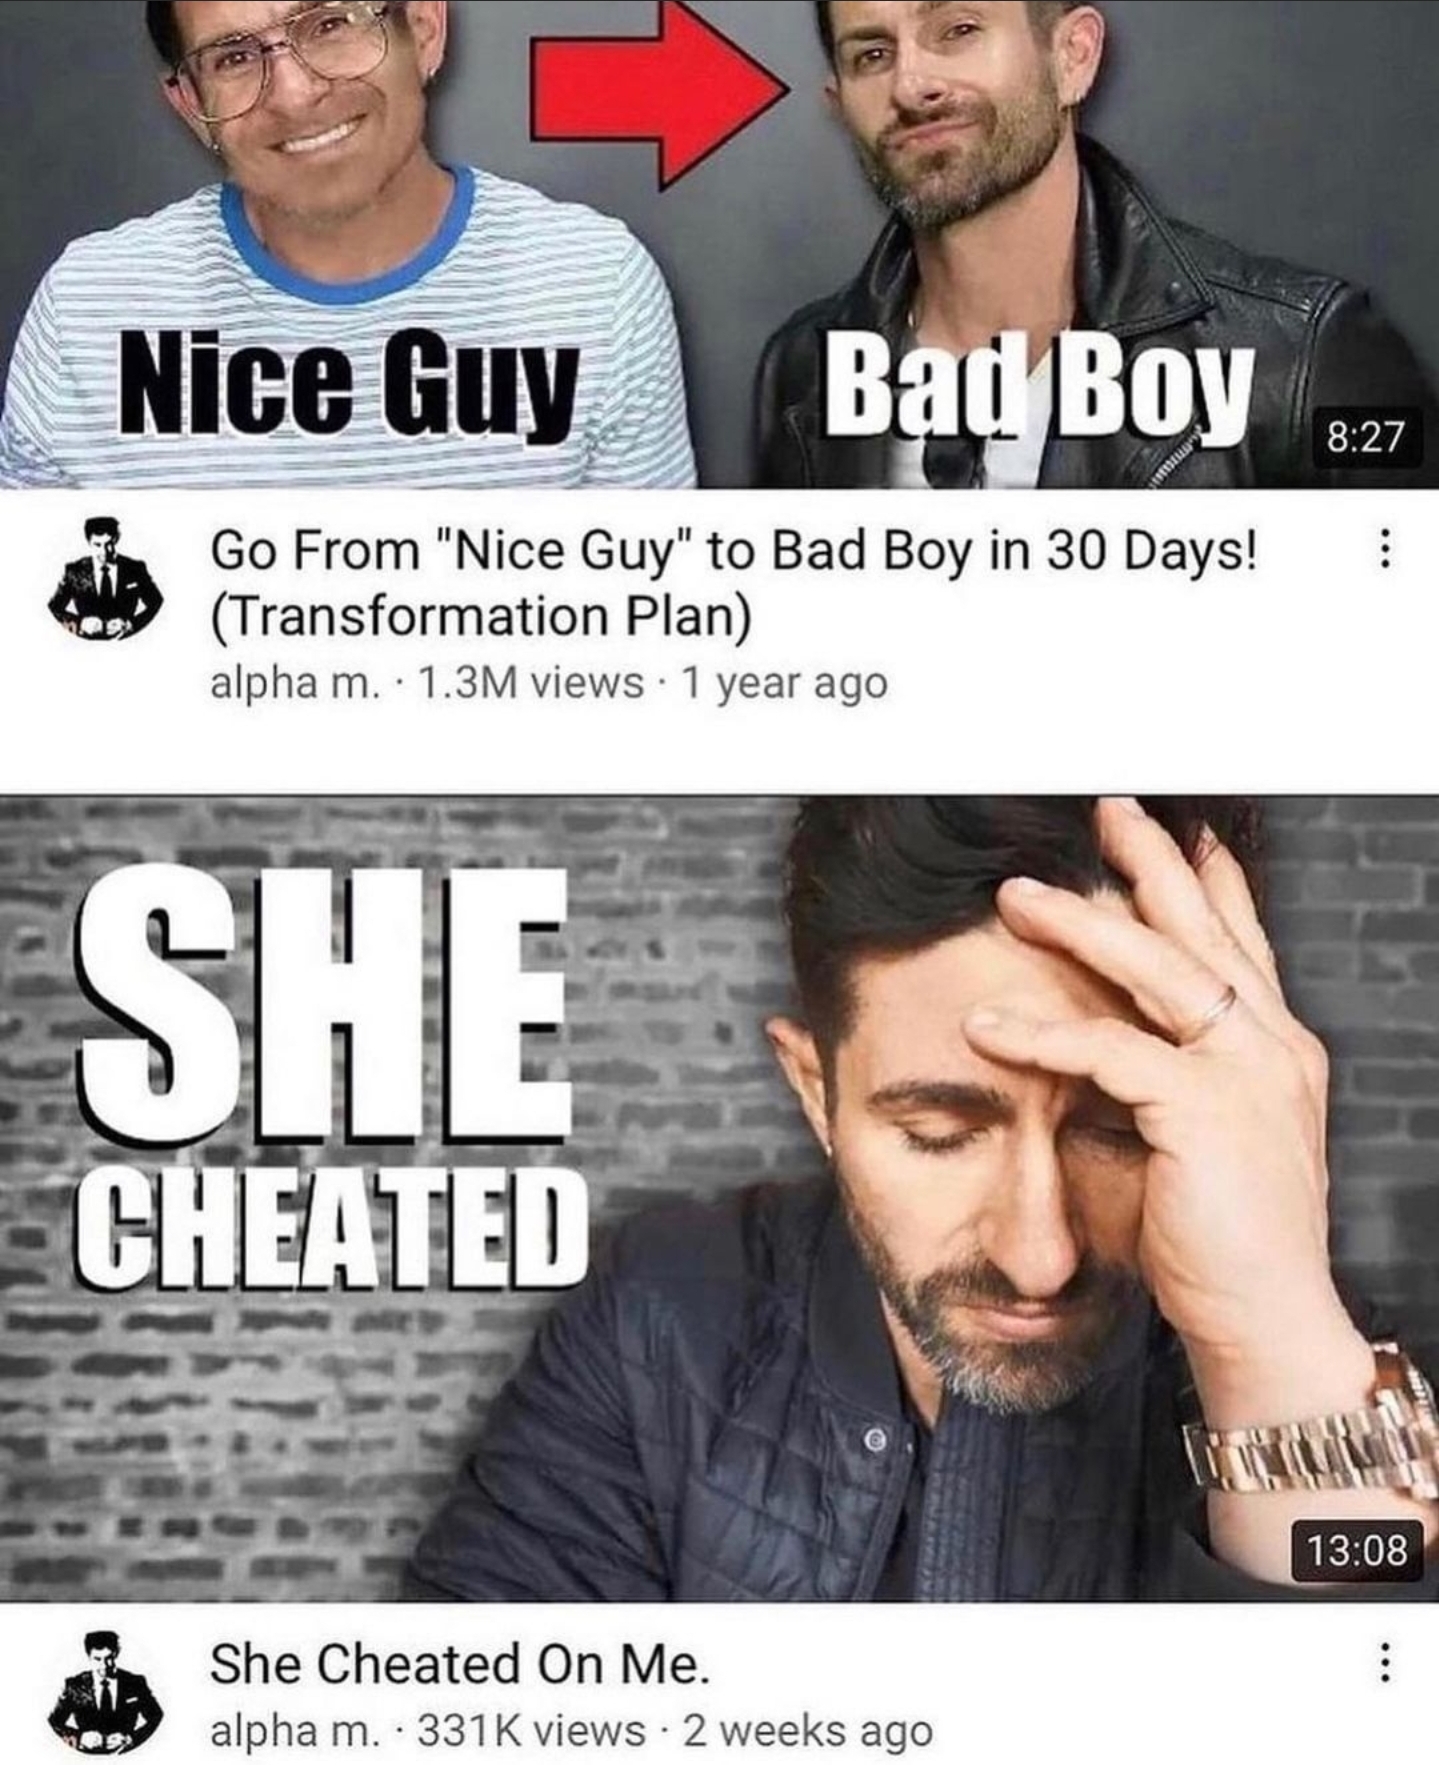 Nice Guy
Bad Boy
8:27
Go From "Nice Guy" to Bad Boy in 30 Days!
(Transformation Plan)
alpha m. · 1.3M views · 1 year ago
SHE
CHEATED
13:08
She Cheated On Me.
alpha m. · 331K views · 2 weeks ago